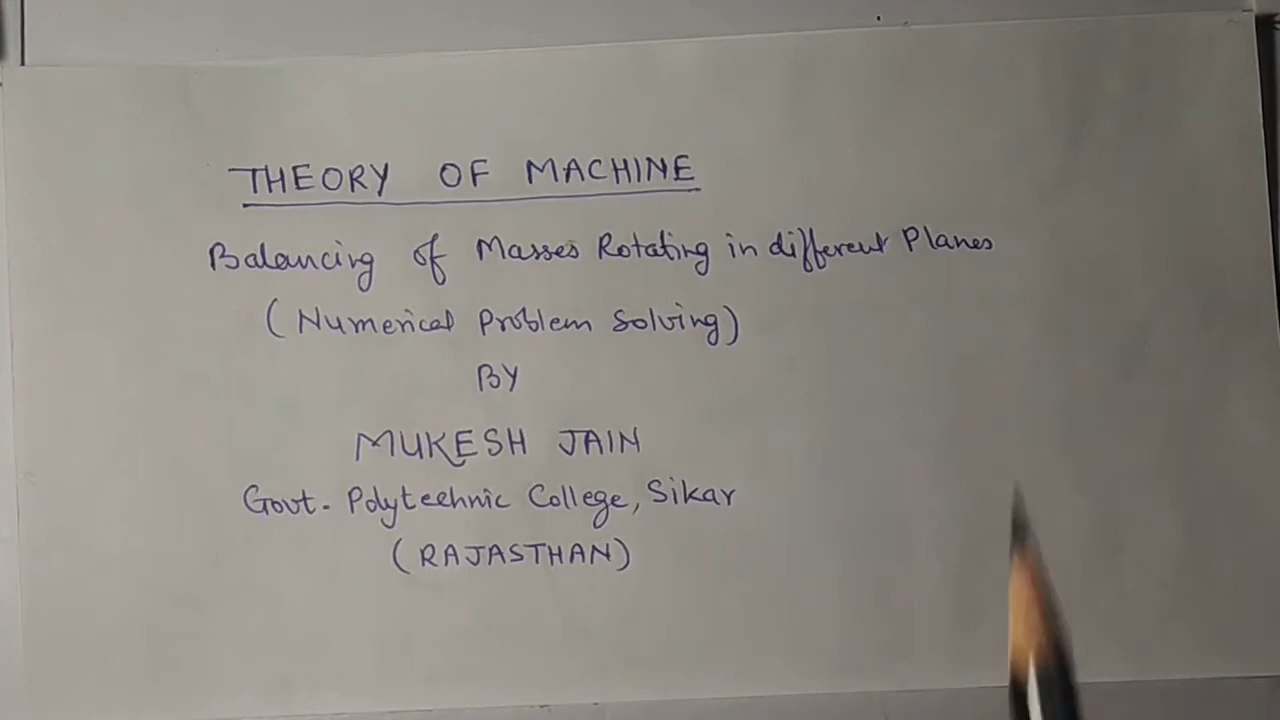 THEORY OF MACHINE
Balancing of Masses Rotating in different Planes
(Numerical Problem Solving)
BY
MUKESH JAIN
Govt. Polytechnic College, Sikar
(RAJASTHAN)